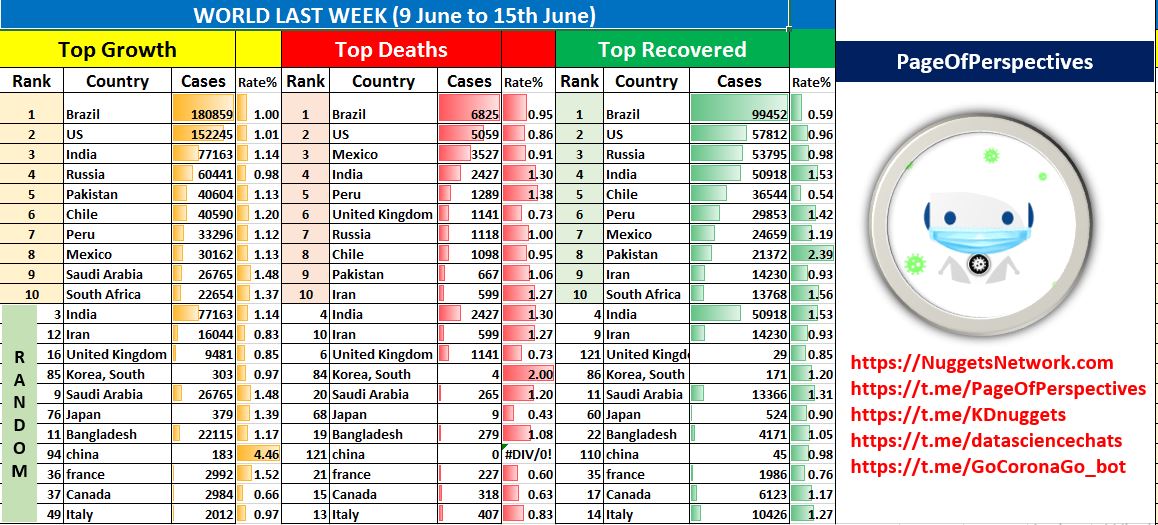 WORLD LAST WEEK (9 June to 15th June)
Top Growth Top Deaths Top Recovered
Rank Country Cases Rate% Rank Country Cases Rate% Rank Country Cases Rate%
1 Brazil 180859 1.00 1 Brazil 6825 0.95 1 Brazil 99452 0.59
2 US 152245 1.01 2 US 5059 0.86 2 US 57812 0.96
3 India 77163 1.14 3 Mexico 3527 0.91 3 Russia 53795 0.98
4 Russia 60441 0.98 4 India 2427 1.30 4 India 50918 1.53
5 Pakistan 40604 1.13 5 Peru 1289 1.38 5 Chile 36544 0.54
6 Chile 40590 1.20 6 United Kingdom 1141 0.73 6 Peru 29853 1.42
7 Peru 33296 1.12 7 Russia 1118 1.00 7 Mexico 24659 1.19
8 Mexico 30162 1.13 8 Chile 1098 0.95 8 Pakistan 21372 2.39
9 Saudi Arabia 26765 1.48 9 Pakistan 667 1.06 9 Iran 14230 0.93
10 South Africa 22654 1.37 10 Iran 599 1.27 10 South Africa 13768 1.56
RANDOM
3 India 77163 1.14 4 India 2427 1.30 4 India 50918 1.53
12 Iran 16044 0.83 10 Iran 599 1.27 9 Iran 14230 0.93
16 United Kingdom 9481 0.85 6 United Kingdom 1141 0.73 121 United Kingd 29 0.85
85 Korea, South 303 0.97 84 Korea, South 4 2.00 86 Korea, South 171 1.20
9 Saudi Arabia 26765 1.48 20 Saudi Arabia 265 1.20 11 Saudi Arabia 13366 1.31
76 Japan 379 1.39 68 Japan 9 0.43 60 Japan 524 0.90
11 Bangladesh 22115 1.17 19 Bangladesh 279 1.08 22 Bangladesh 4171 1.05
94 china 183 4.46 121 china 0 #DIV/0! 110 china 45 0.98
36 france 2992 1.52 21 france 227 0.60 35 france 1986 0.76
37 Canada 2984 0.66 15 Canada 318 0.63 17 Canada 6123 1.17
49 Italy 2012 0.97 13 Italy 407 0.83 14 Italy 10426 1.27
PageOfPerspectives
https://NuggetsNetwork.com
https://t.me/PageOfPerspectives
https://t.me/KDnuggets
https://t.me/datasciencechats
https://t.me/GoCoronaGo_bot